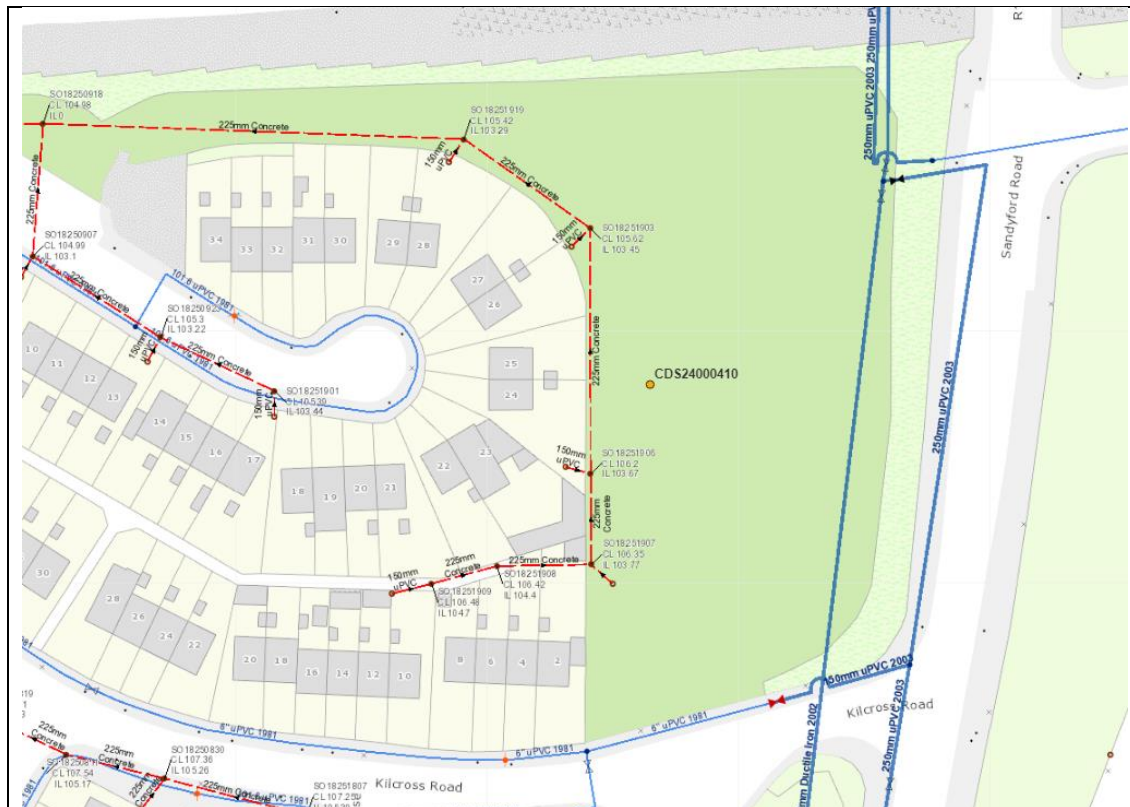 SO18250918
CL 104.98
IL 0
SO18251919
CL 105.42
IL 103.29
225mm Concrete
150mm
uPVC
225mm Concrete
250mm uPVC 2003
250mm uPVC
Sandyford Road
225mm Concrete
SO18250907
CL 104.99
IL 103.1
SO18251903
CL 105.62
IL 103.45
150mm
uPVC
34
33
32
31
30
29
28
27
26
225mm Concrete
101.6 uPVC 1981
CL 105.3
IL 103.22
150mm
uPVC
225mm Concrete
10
11
12
13
14
15
16
17
SO18251901
IL 103.44
150mm
uPVC
25
24
225mm Concrete
CDS24000410
250mm uPVC 2003
22
23
18
19
20
21
150mm
uPVC
SO18251906
CL 106.2
IL 103.67
225mm
Concrete
SO18251907
CL 106.35
IL 103.77
225mm Concrete
225mm
Concrete
150mm
uPVC
SO18251908
CL 106.42
IL 104.4
SO18251909
CL 106.48
IL 104.7
30
28
26
24
22
20
18
16
14
12
10
8
6
4
2
150mm uPVC 2003
Kilcross Road
6" uPVC 1981
6" uPVC 1981
6" uPVC 1981
mm Ductile Iron 2002
250mm uPVC 2003
225mm
Concrete
225mm
Concrete
CL 107.54
IL 105.17
SO18250830
CL 107.36
IL 105.26
225mm
225mm Concrete
SO18251807
CL 107.25
Kilcross Road